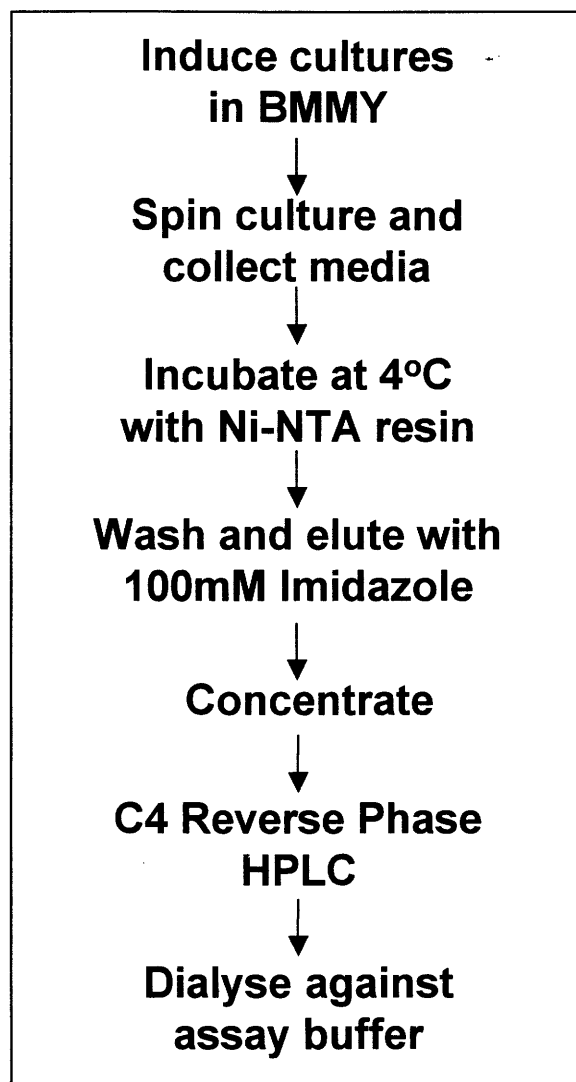 Induce cultures
in BMMY
Spin culture and
collect media
Incubate at 4ºC
with Ni-NTA resin
Wash and elute with
100mM Imidazole
Concentrate
C4 Reverse Phase
HPLC
Dialyse against
assay buffer